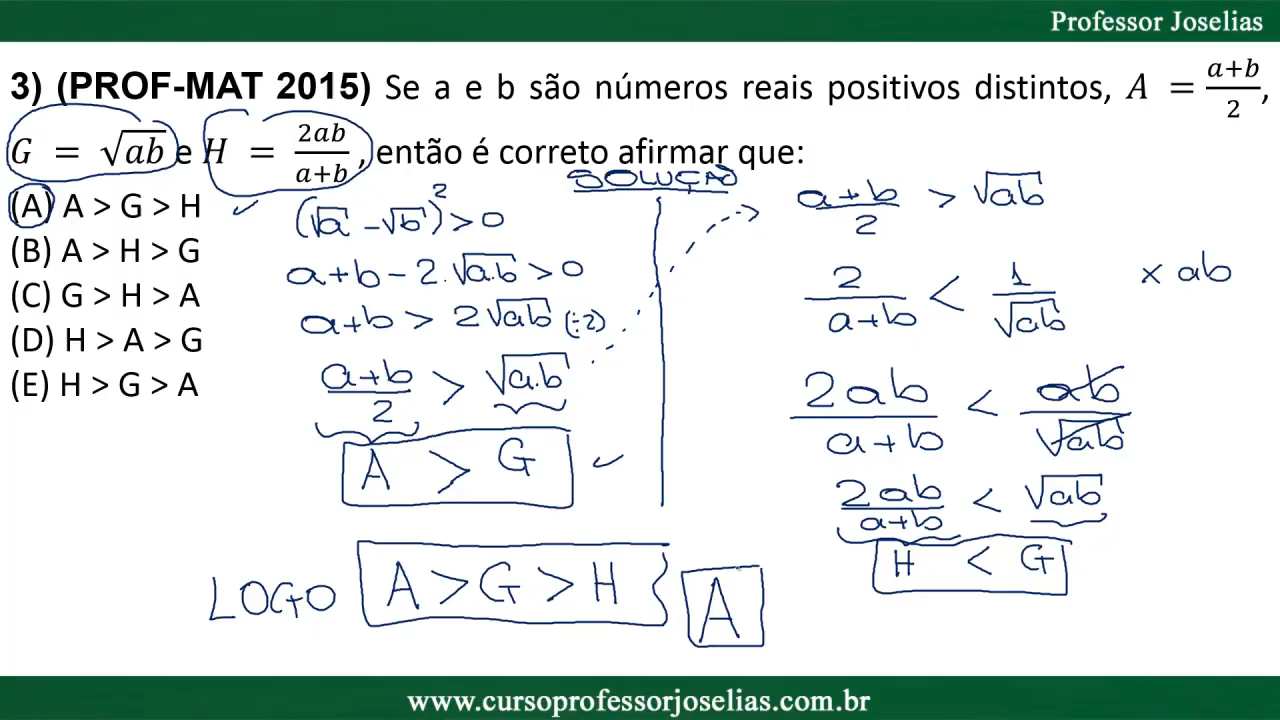 Professor Joselias
3) (PROF-MAT 2015) Se a e b são números reais positivos distintos, A = a+b/2,
G = √ab e H = 2ab/a+b, então é correto afirmar que:
(A) A > G > H
(B) A > H > G
(C) G > H > A
(D) H > A > G
(E) H > G > A
SOLUÇÃO
(√a − √b)² > 0
a+b − 2.√a.b > 0
a+b > 2√ab (÷2)
a+b/2 > √a.b
A > G
a+b/2 > √ab
2/a+b < 1/√ab × ab
2ab/a+b < ab/√ab
2ab/a+b < √ab
H < G
LOGO A > G > H } A
www.cursoprofessorjoselias.com.br